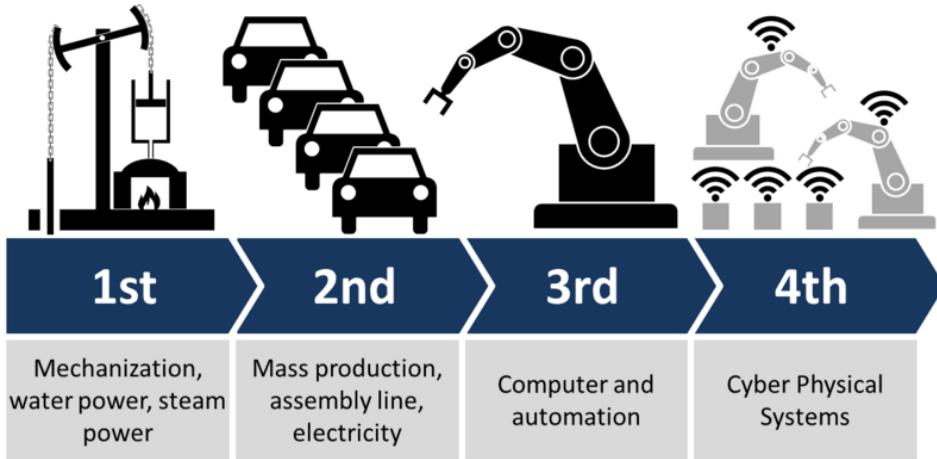 1st
2nd
3rd
4th
Mechanization,
water power, steam
power
Mass production,
assembly line,
electricity
Computer and
automation
Cyber Physical
Systems